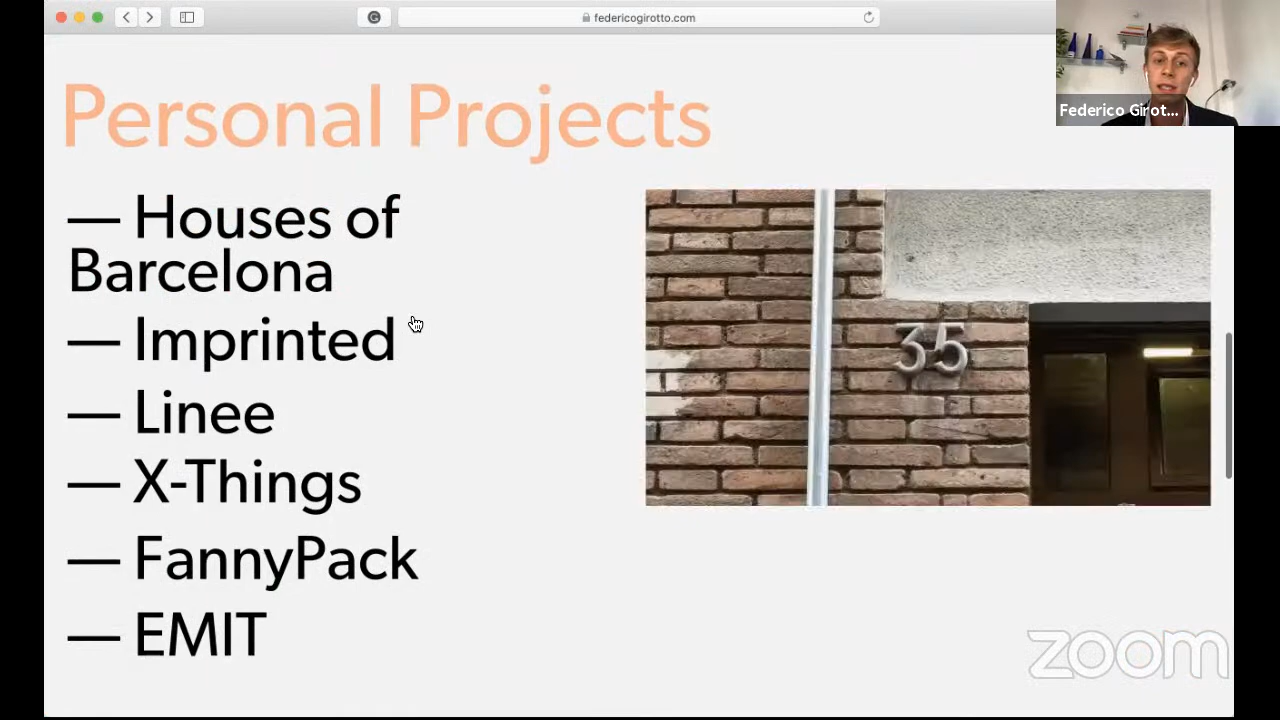 federicogirotto.com
Federico Girot...
Personal Projects
— Houses of
Barcelona
— Imprinted
— Linee
— X-Things
— FannyPack
— EMIT
35
zoom